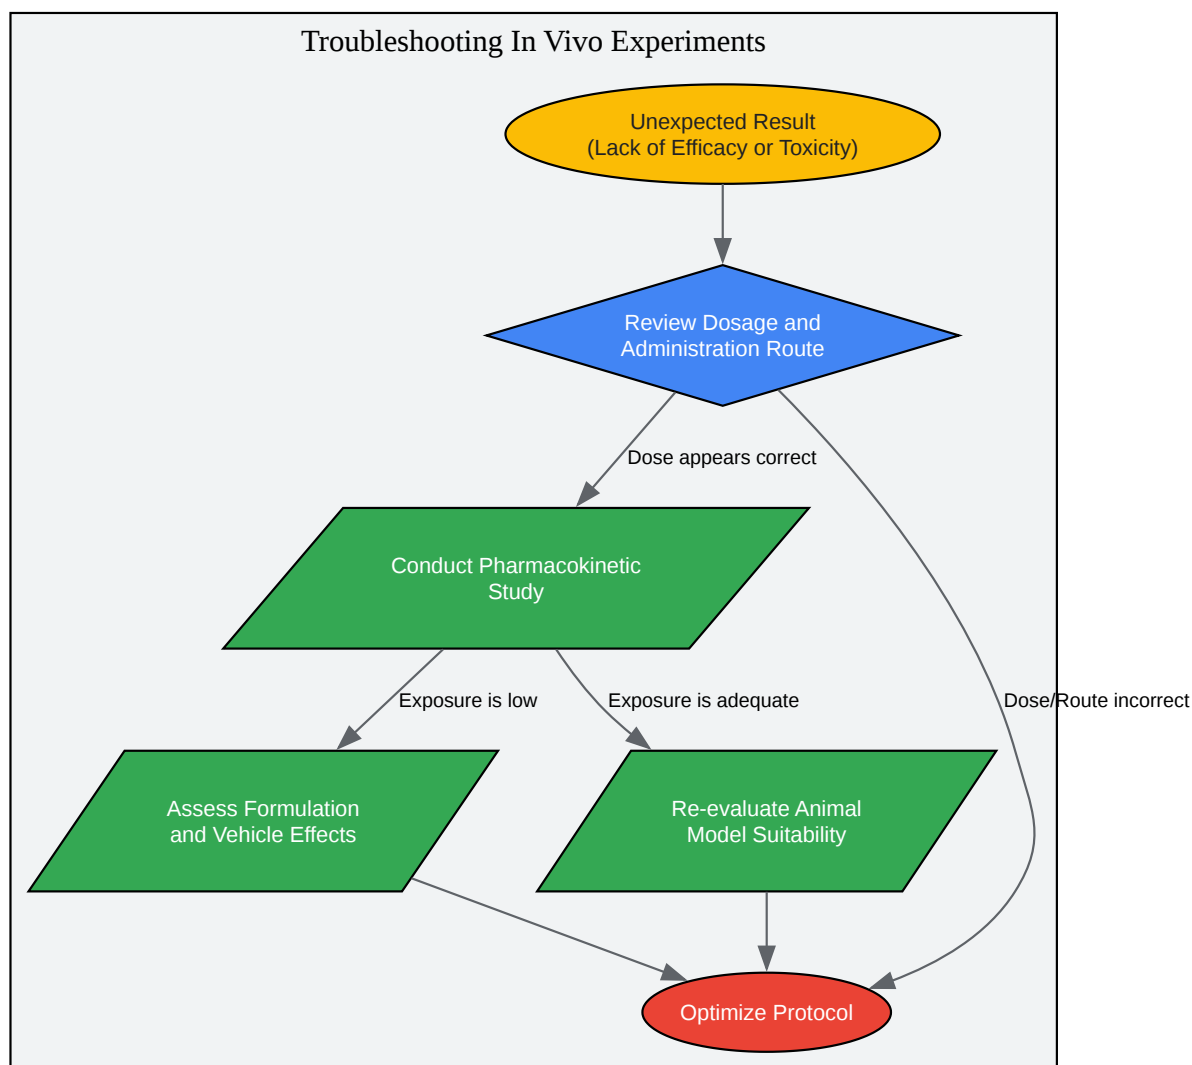 Troubleshooting In Vivo Experiments
Unexpected Result
(Lack of Efficacy or Toxicity)
Review Dosage and
Administration Route
Dose appears correct
Conduct Pharmacokinetic
Study
Exposure is low
Exposure is adequate
Dose/Route incorrect
Assess Formulation
and Vehicle Effects
Re-evaluate Animal
Model Suitability
Optimize Protocol